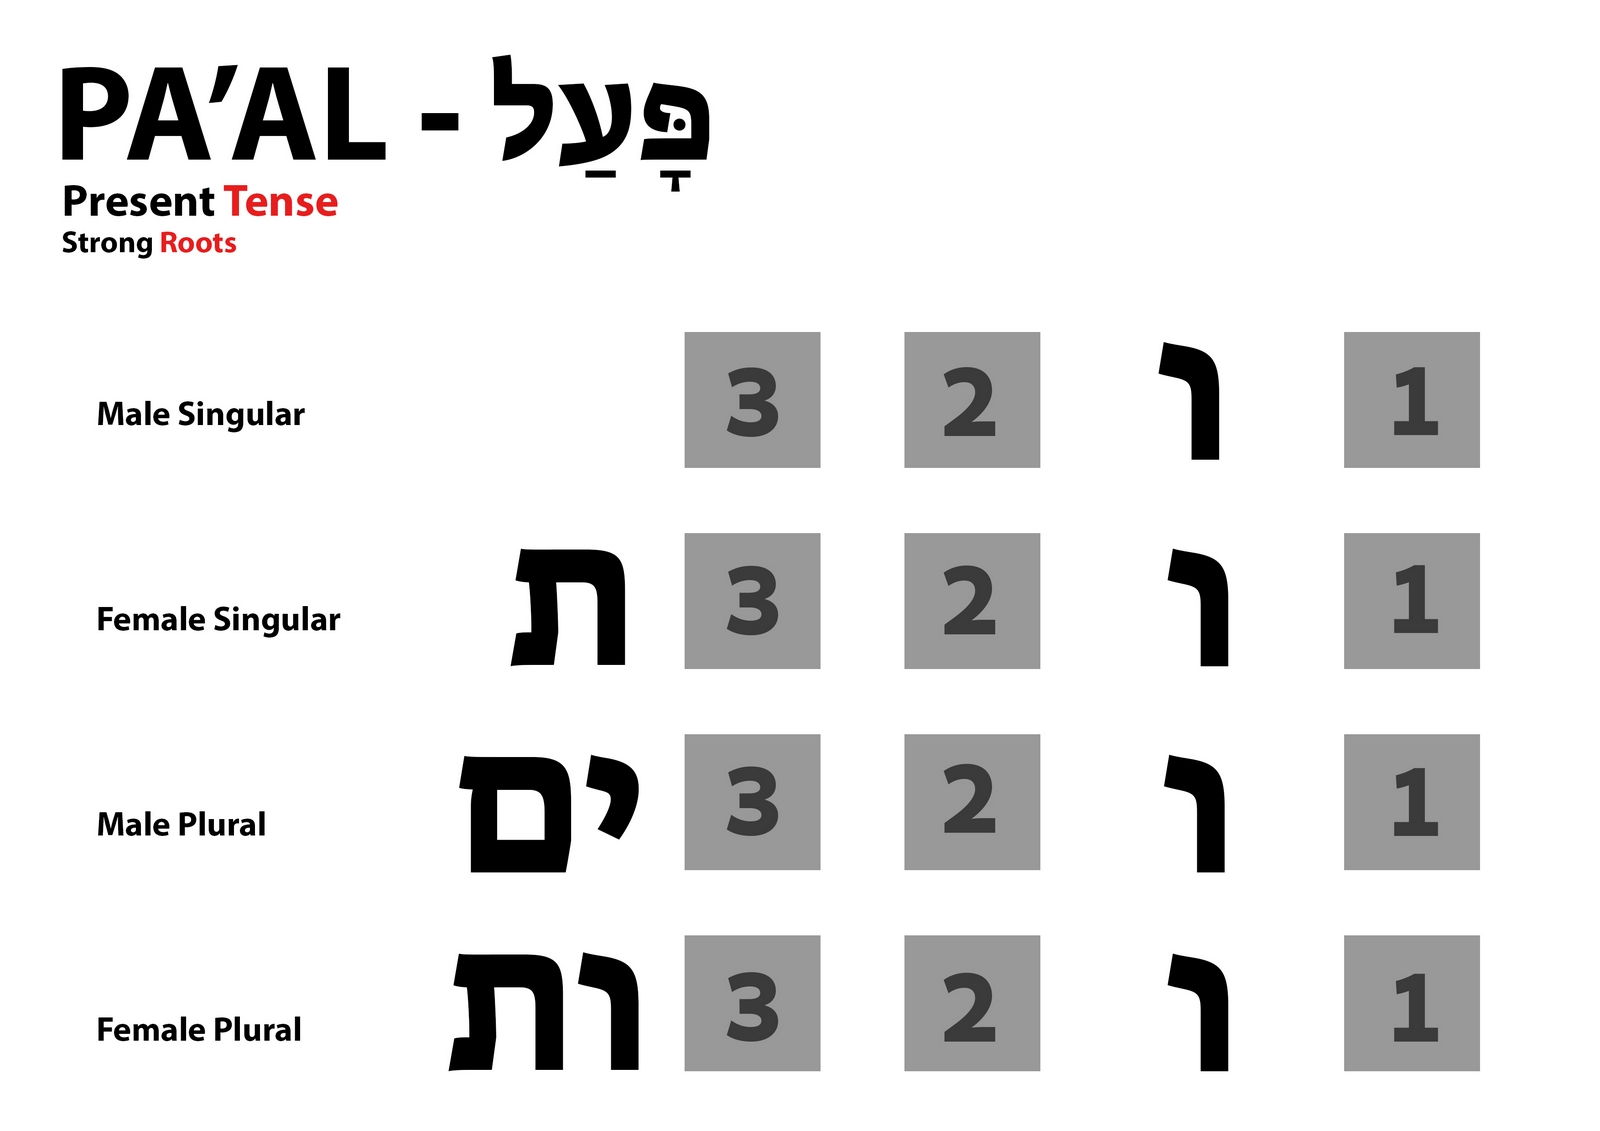 PA’AL - פָּעַל
Present Tense
Strong Roots
Male Singular 1 ו 2 3
Female Singular 1 ו 2 3 ת
Male Plural 1 ו 2 3 ים
Female Plural 1 ו 2 3 ות